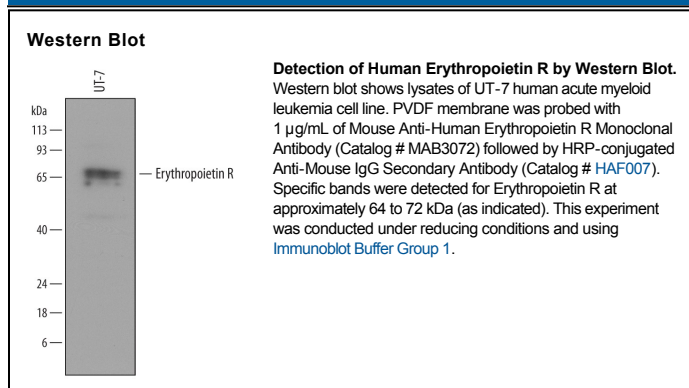 Western Blot
UT-7
kDa
113
93
65
40
24
18
6
Erythropoietin R
Detection of Human Erythropoietin R by Western Blot.
Western blot shows lysates of UT-7 human acute myeloid
leukemia cell line. PVDF membrane was probed with
1 µg/mL of Mouse Anti-Human Erythropoietin R Monoclonal
Antibody (Catalog # MAB3072) followed by HRP-conjugated
Anti-Mouse IgG Secondary Antibody (Catalog # HAF007).
Specific bands were detected for Erythropoietin R at
approximately 64 to 72 kDa (as indicated). This experiment
was conducted under reducing conditions and using
Immunoblot Buffer Group 1.